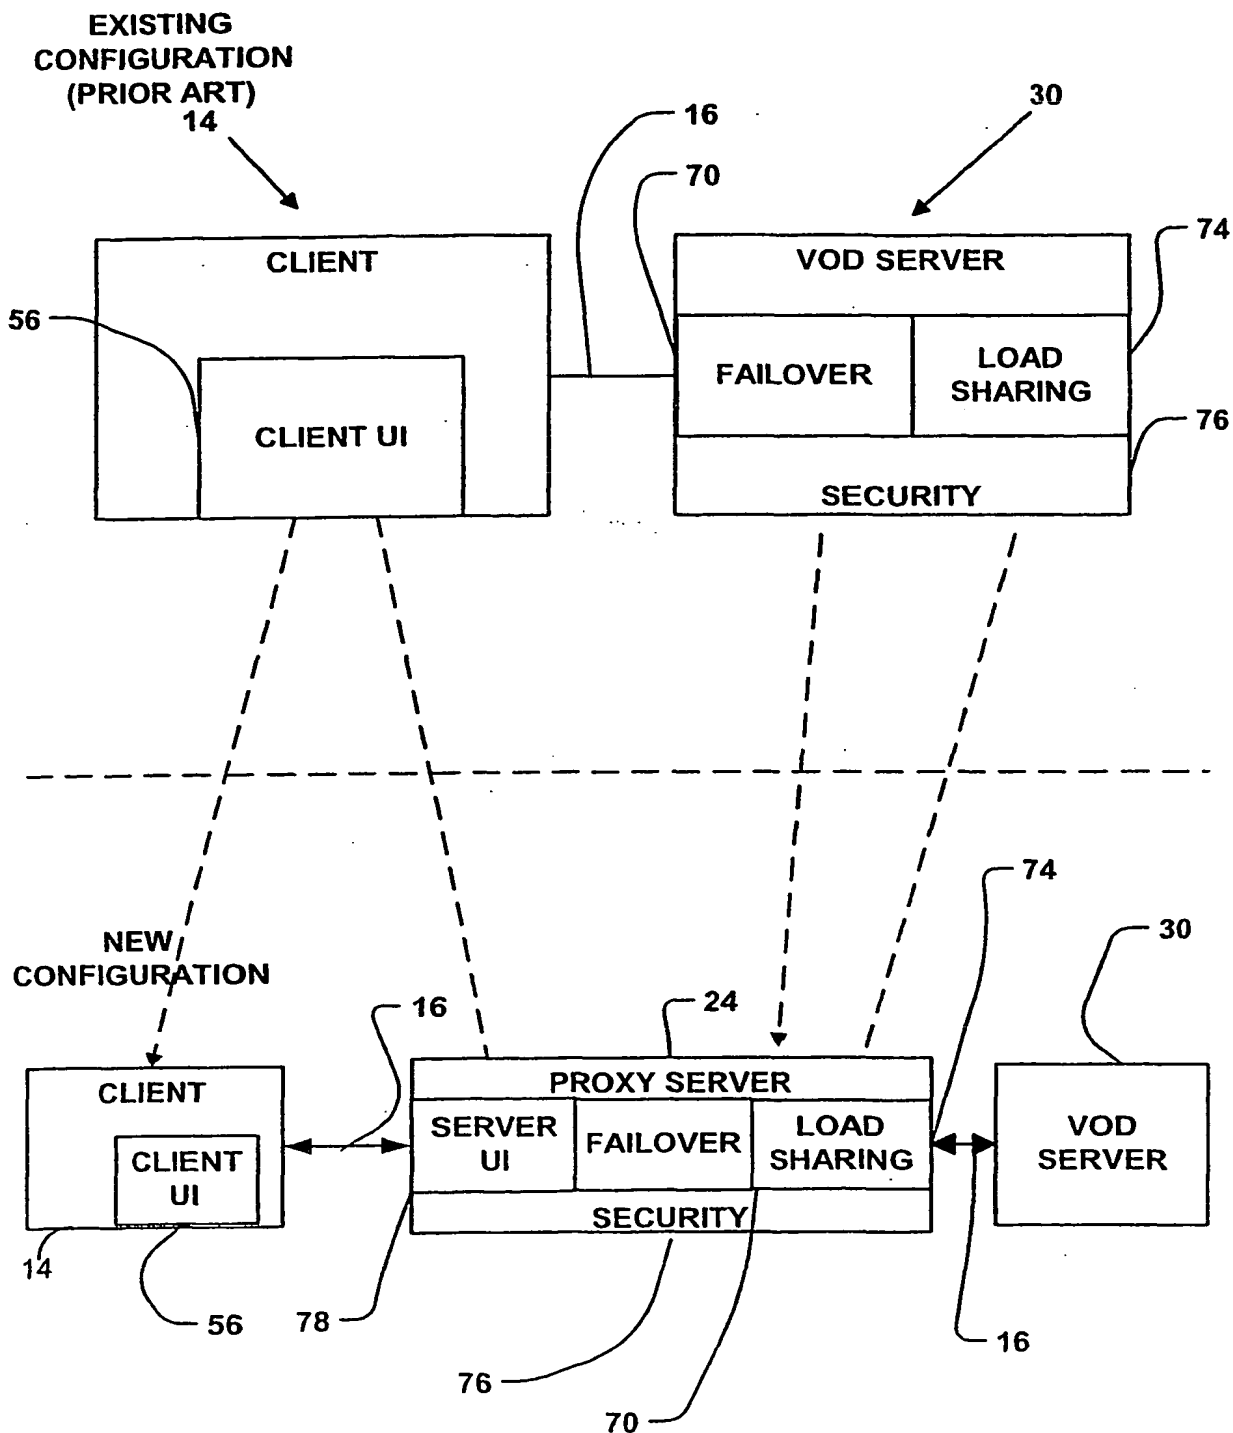 EXISTING
CONFIGURATION
(PRIOR ART)
14
16
30
70
74
56
76
CLIENT
CLIENT UI
VOD SERVER
FAILOVER
LOAD
SHARING
SECURITY
NEW
CONFIGURATION
74
30
16
24
CLIENT
CLIENT
UI
PROXY SERVER
SERVER
UI
FAILOVER
LOAD
SHARING
SECURITY
VOD
SERVER
14
56
78
76
70
16